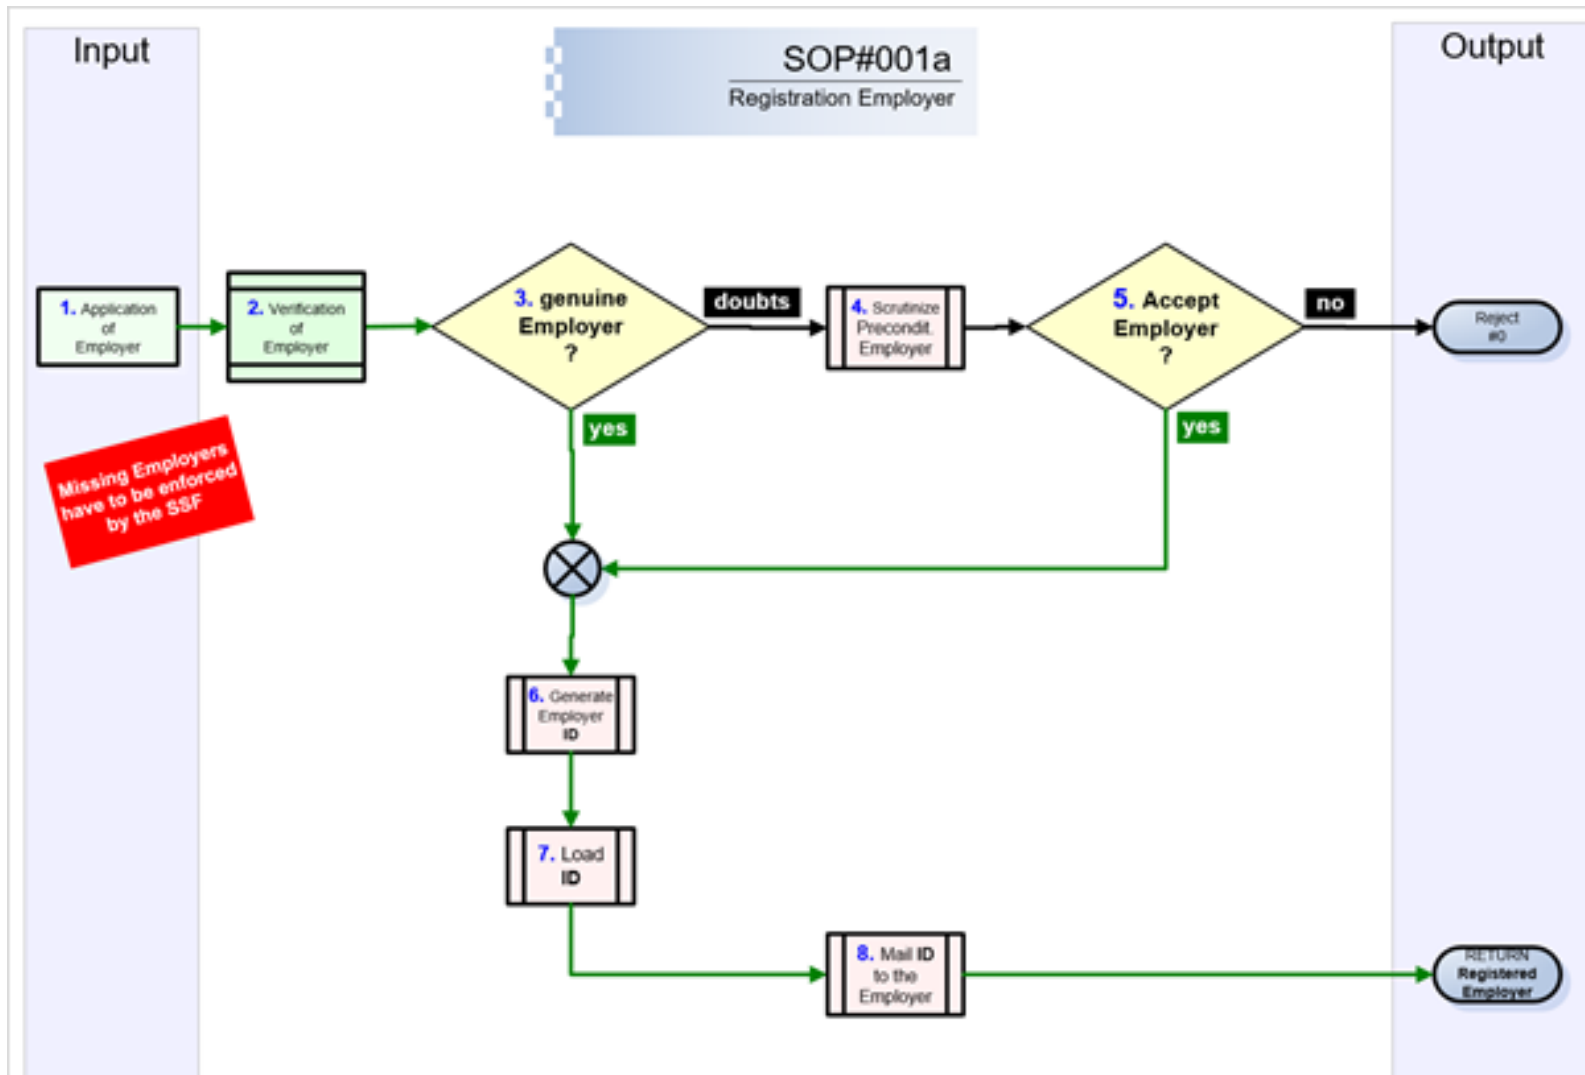 Input
SOP#001a
Registration Employer
Output
1. Application
of
Employer
2. Verification
of
Employer
3. genuine
Employer
?
doubts
4. Scrutinize
Precondit.
Employer
5. Accept
Employer
?
no
Reject
#0
yes
yes
Missing Employers
have to be enforced
by the SSF
6. Generate
Employer
ID
7. Load
ID
8. Mail ID
to the
Employer
RETURN
Registered
Employer